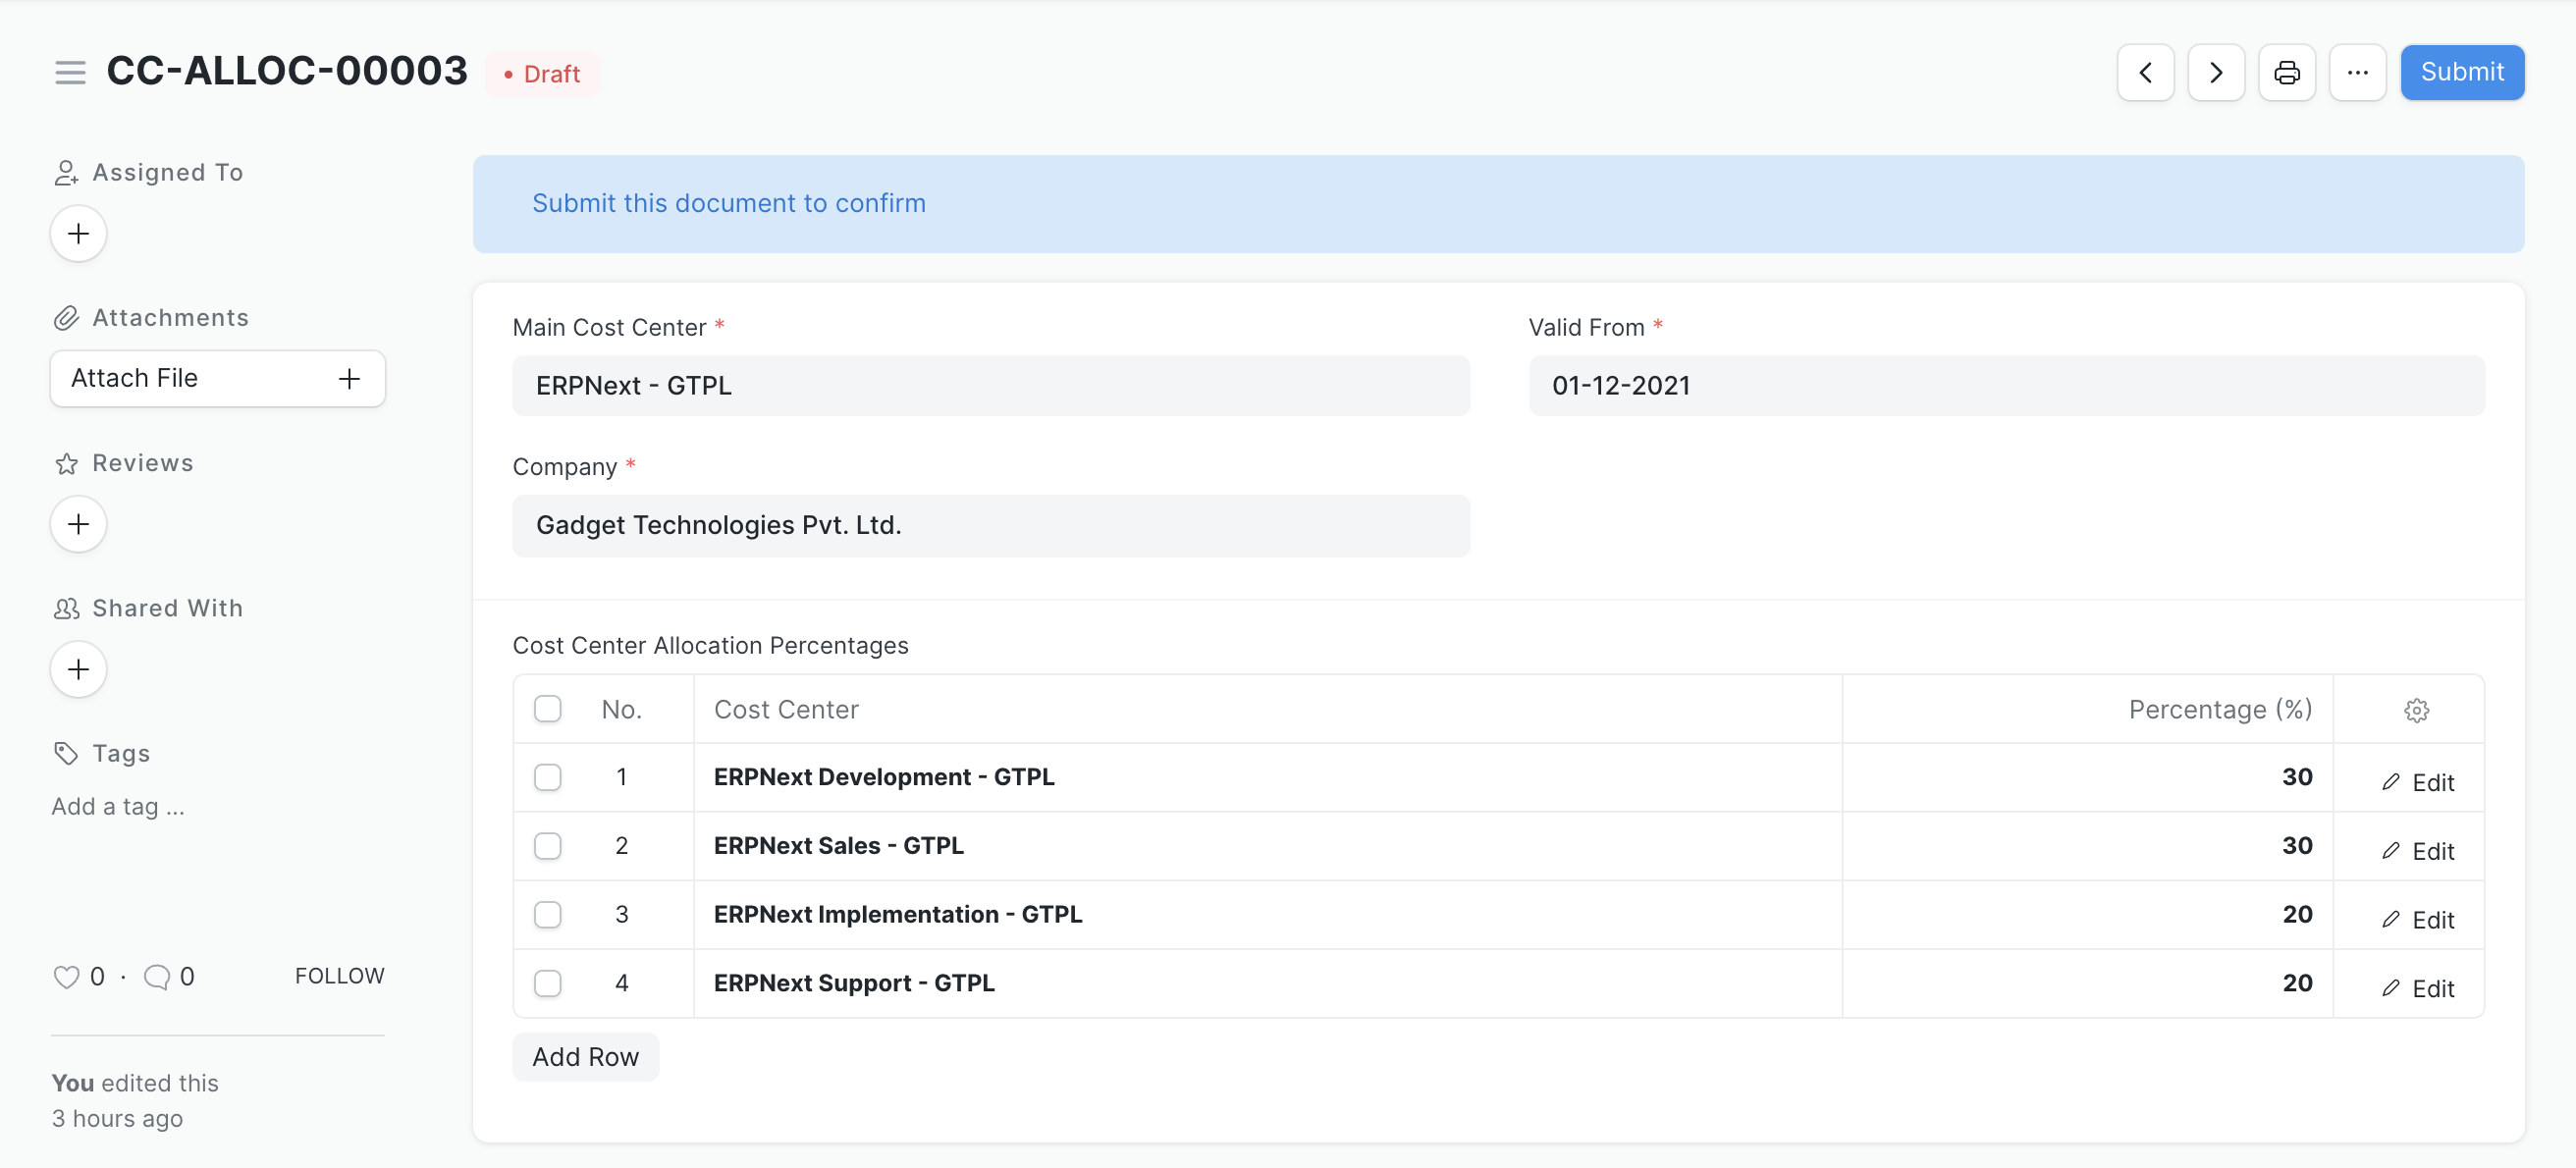 CC-ALLOC-00003
• Draft
Submit
Assigned To
Attachments
Attach File
Reviews
Shared With
Tags
Add a tag ...
0 · 0 FOLLOW
You edited this
3 hours ago
Submit this document to confirm
Main Cost Center *
ERPNext - GTPL
Valid From *
01-12-2021
Company *
Gadget Technologies Pvt. Ltd.
Cost Center Allocation Percentages
No. Cost Center Percentage (%)
1 ERPNext Development - GTPL 30 Edit
2 ERPNext Sales - GTPL 30 Edit
3 ERPNext Implementation - GTPL 20 Edit
4 ERPNext Support - GTPL 20 Edit
Add Row